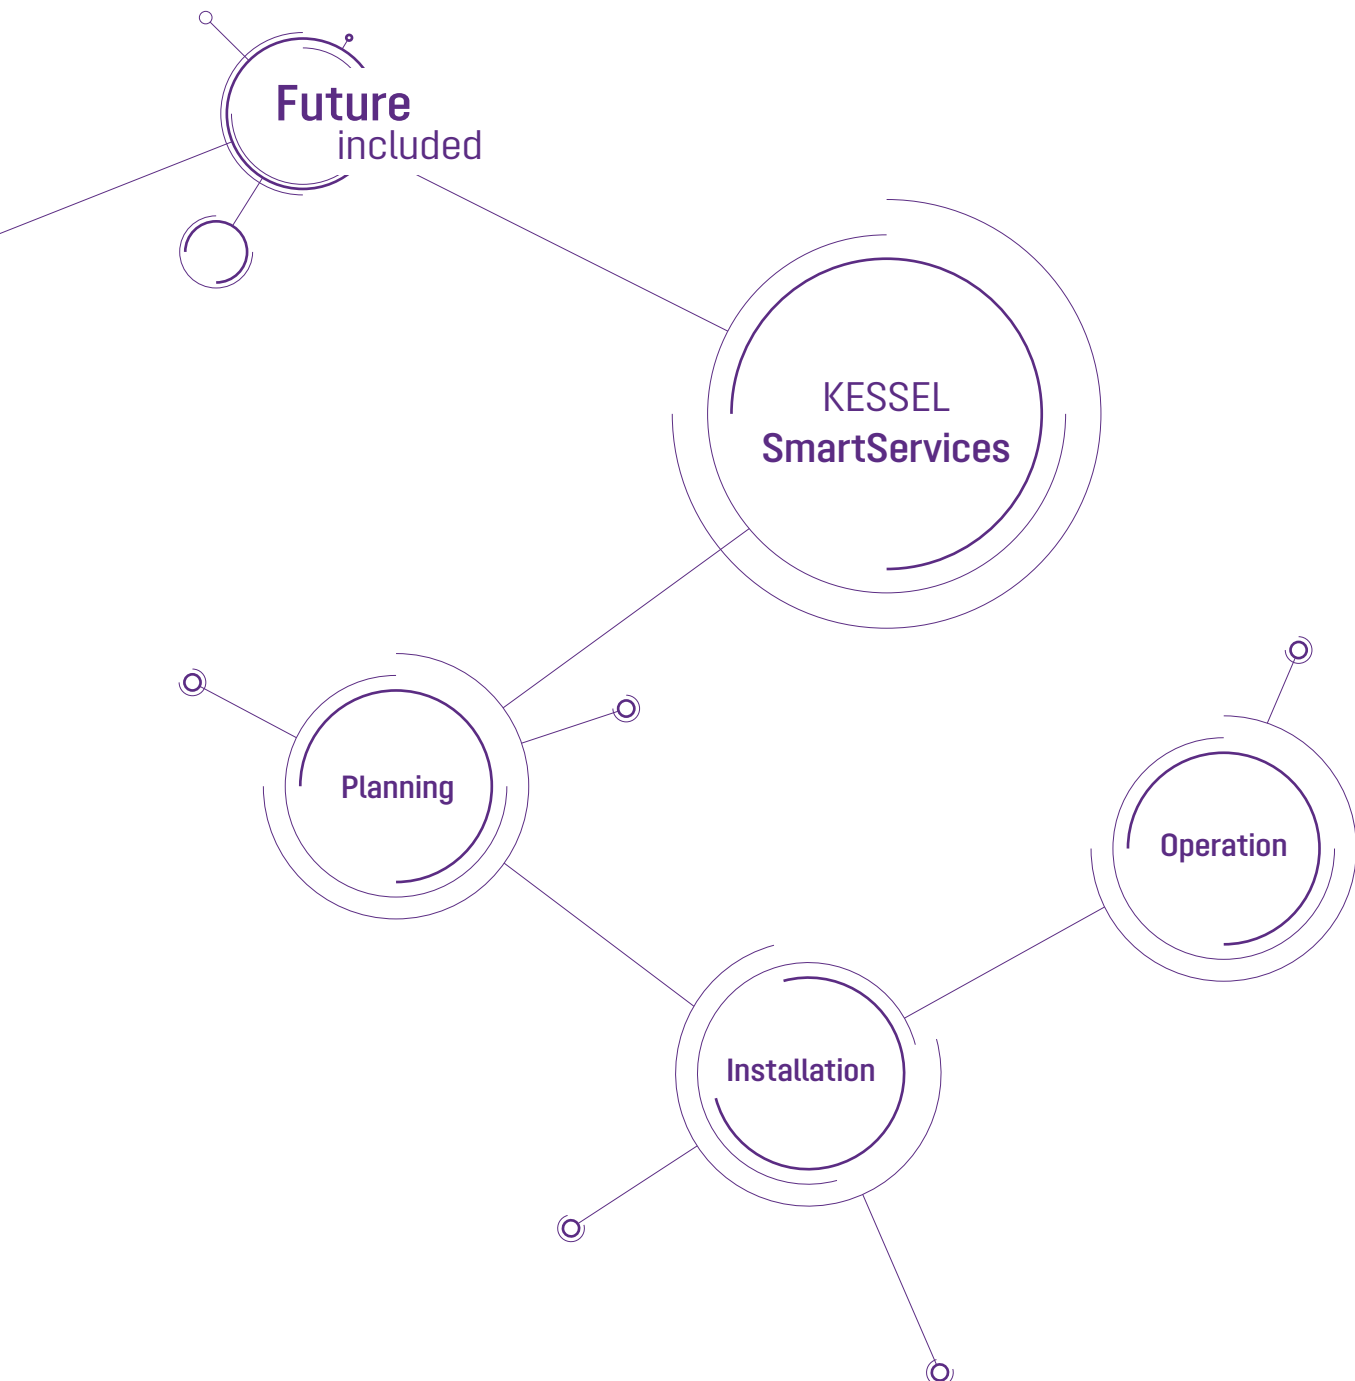 Future
included
KESSEL
SmartServices
Planning
Operation
Installation